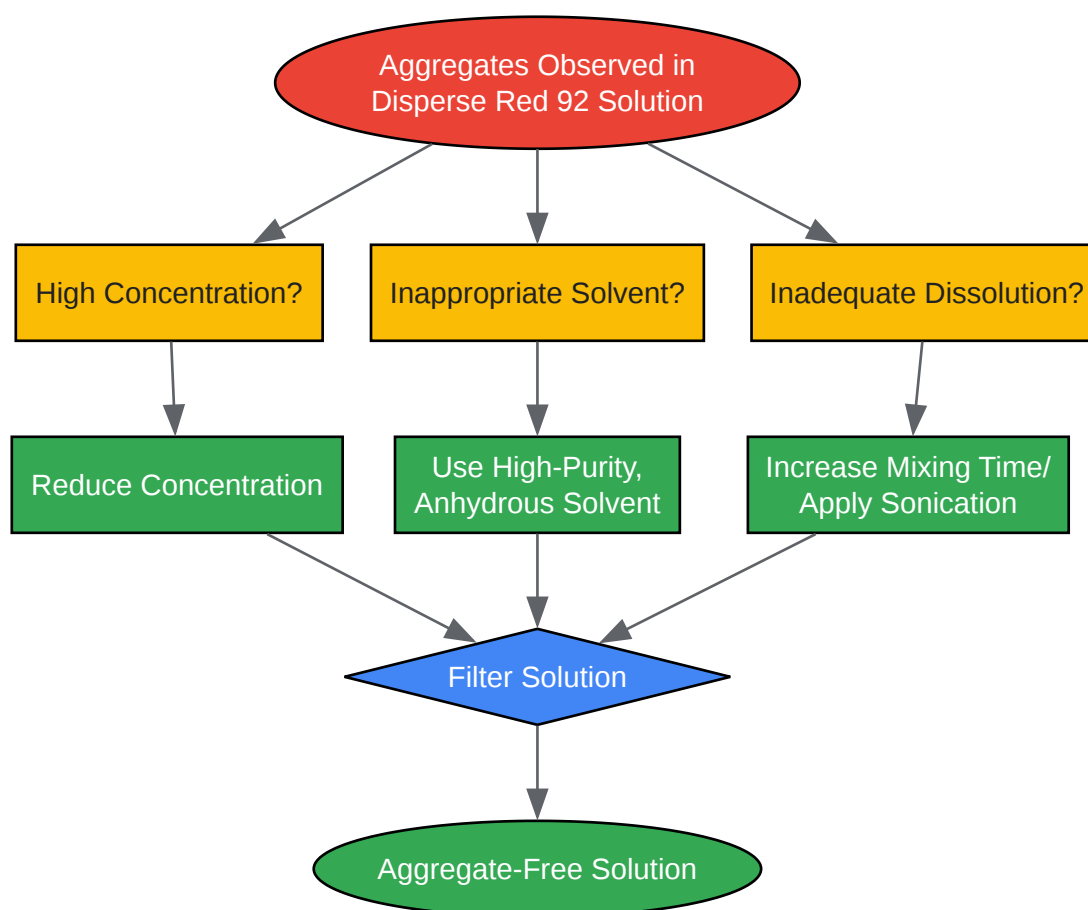 Aggregates Observed in
Disperse Red 92 Solution
High Concentration?
Inappropriate Solvent?
Inadequate Dissolution?
Reduce Concentration
Use High-Purity,
Anhydrous Solvent
Increase Mixing Time/
Apply Sonication
Filter Solution
Aggregate-Free Solution